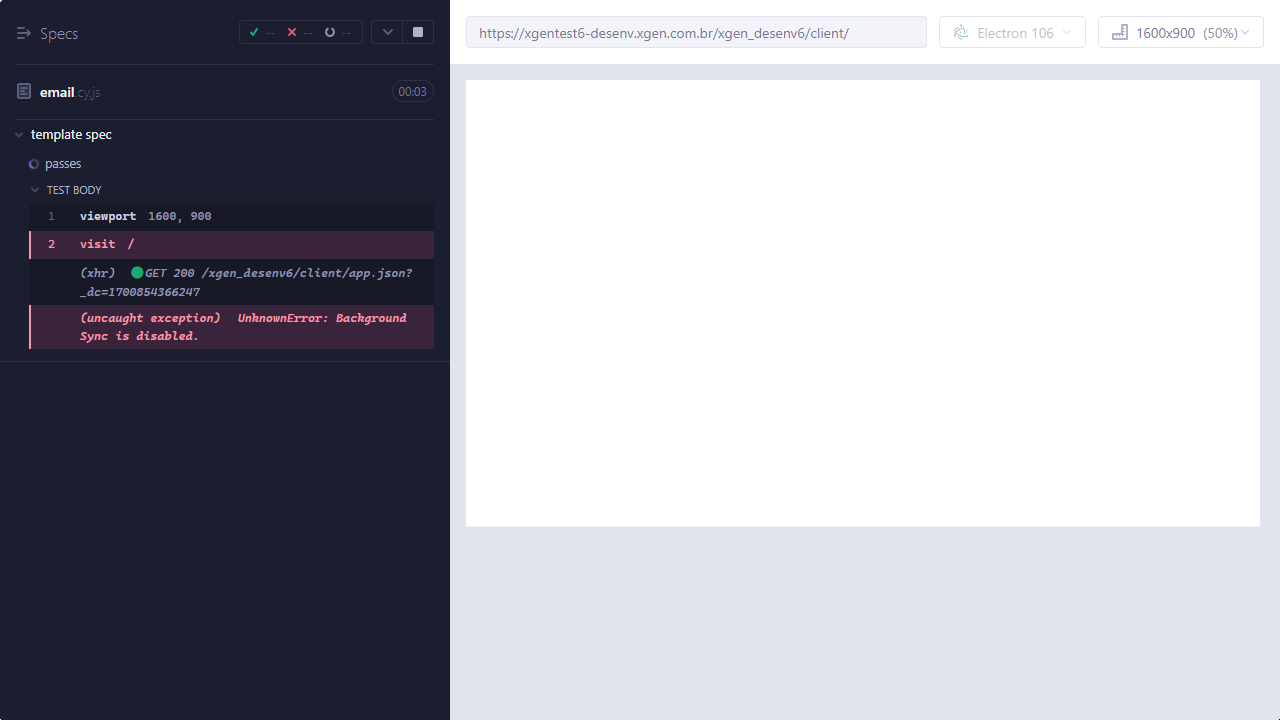 Specs
-- -- --
https://xgentest6-desenv.xgen.com.br/xgen_desenv6/client/
Electron 106
1600x900 (50%)
email.cy.js
00:03
template spec
passes
TEST BODY
1 viewport 1600, 900
2 visit /
(xhr) GET 200 /xgen_desenv6/client/app.json?
_dc=1700854366247
(uncaught exception) UnknownError: Background
Sync is disabled.